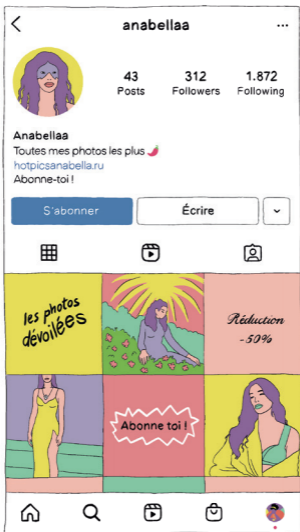 anabellaa
43 312 1.872
Posts Followers Following
Anabellaa
Toutes mes photos les plus 🌶️
hotpicsanabella.ru
Abonne-toi !
S'abonner Écrire
les photos
dévoilées
Réduction
-50%
Abonne toi !